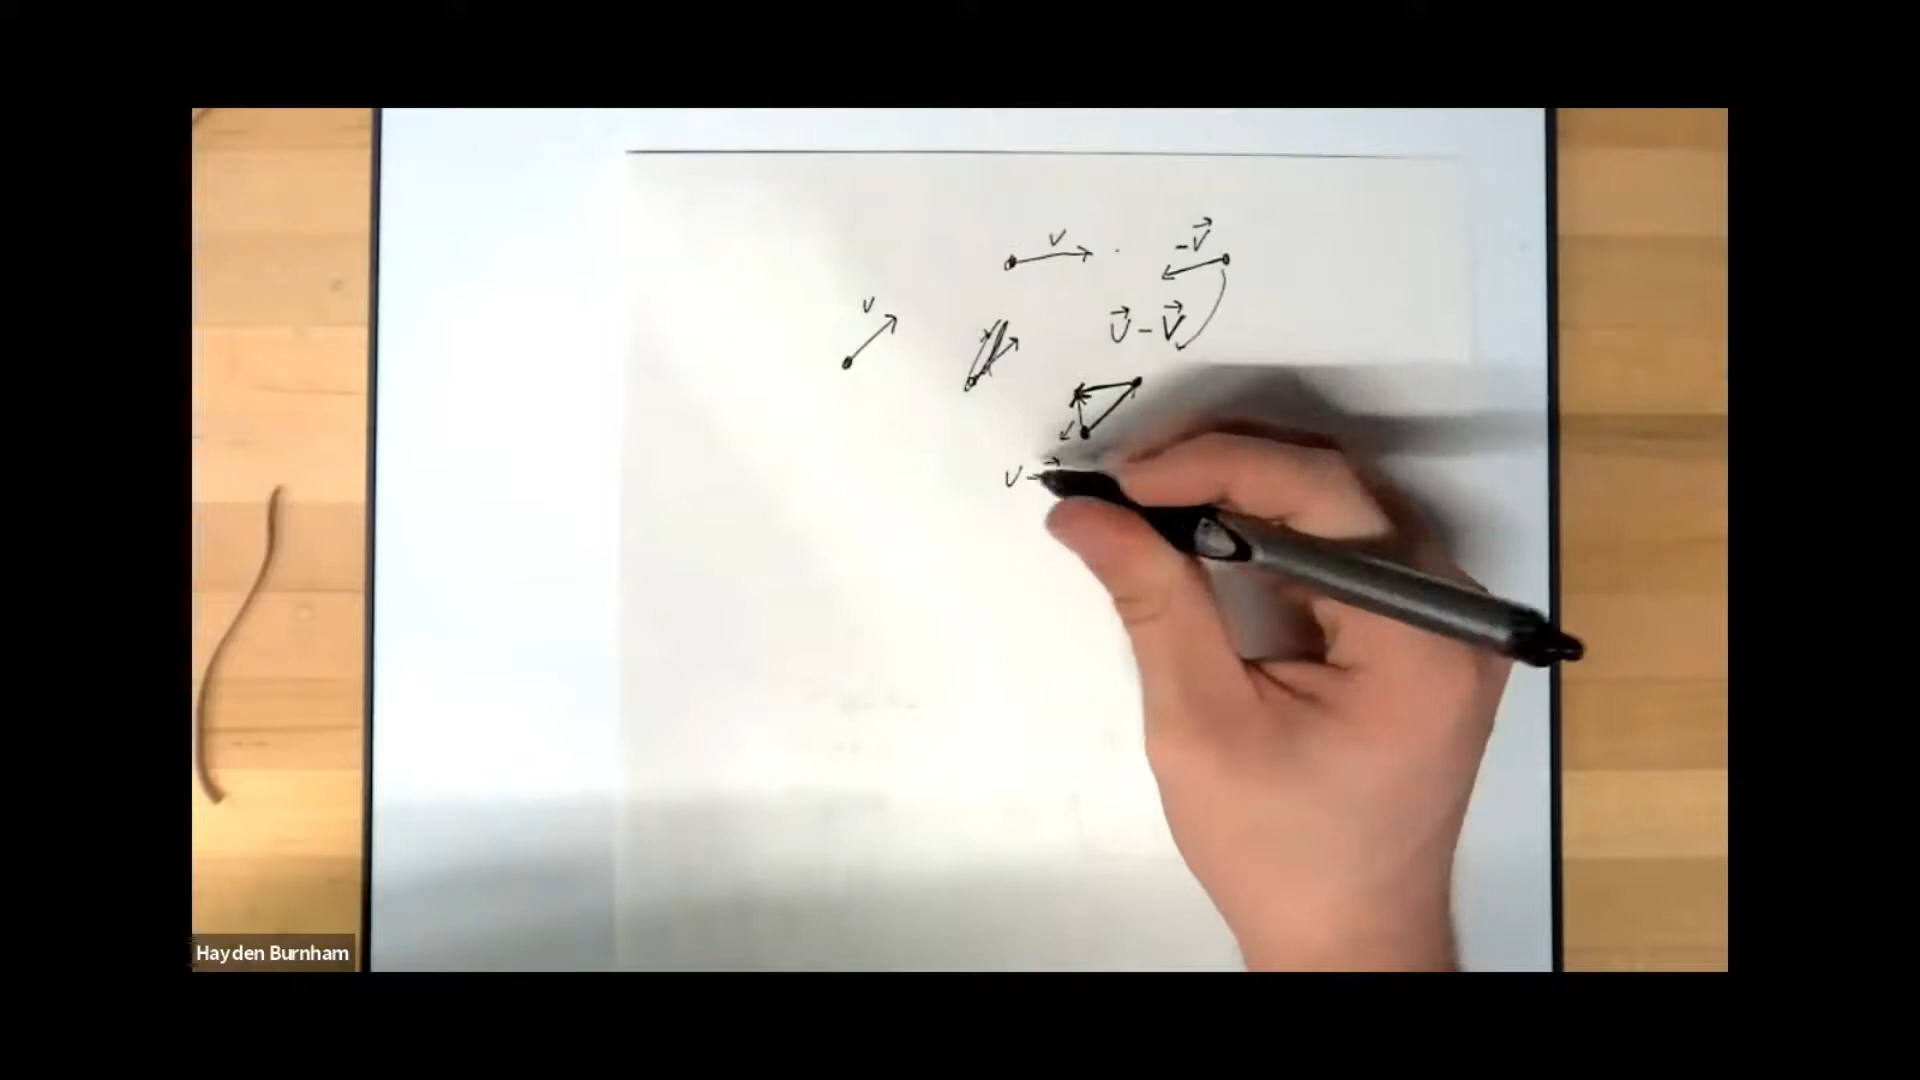 v
-v⃗
v
u⃗ - v⃗
u -
Hayden Burnham